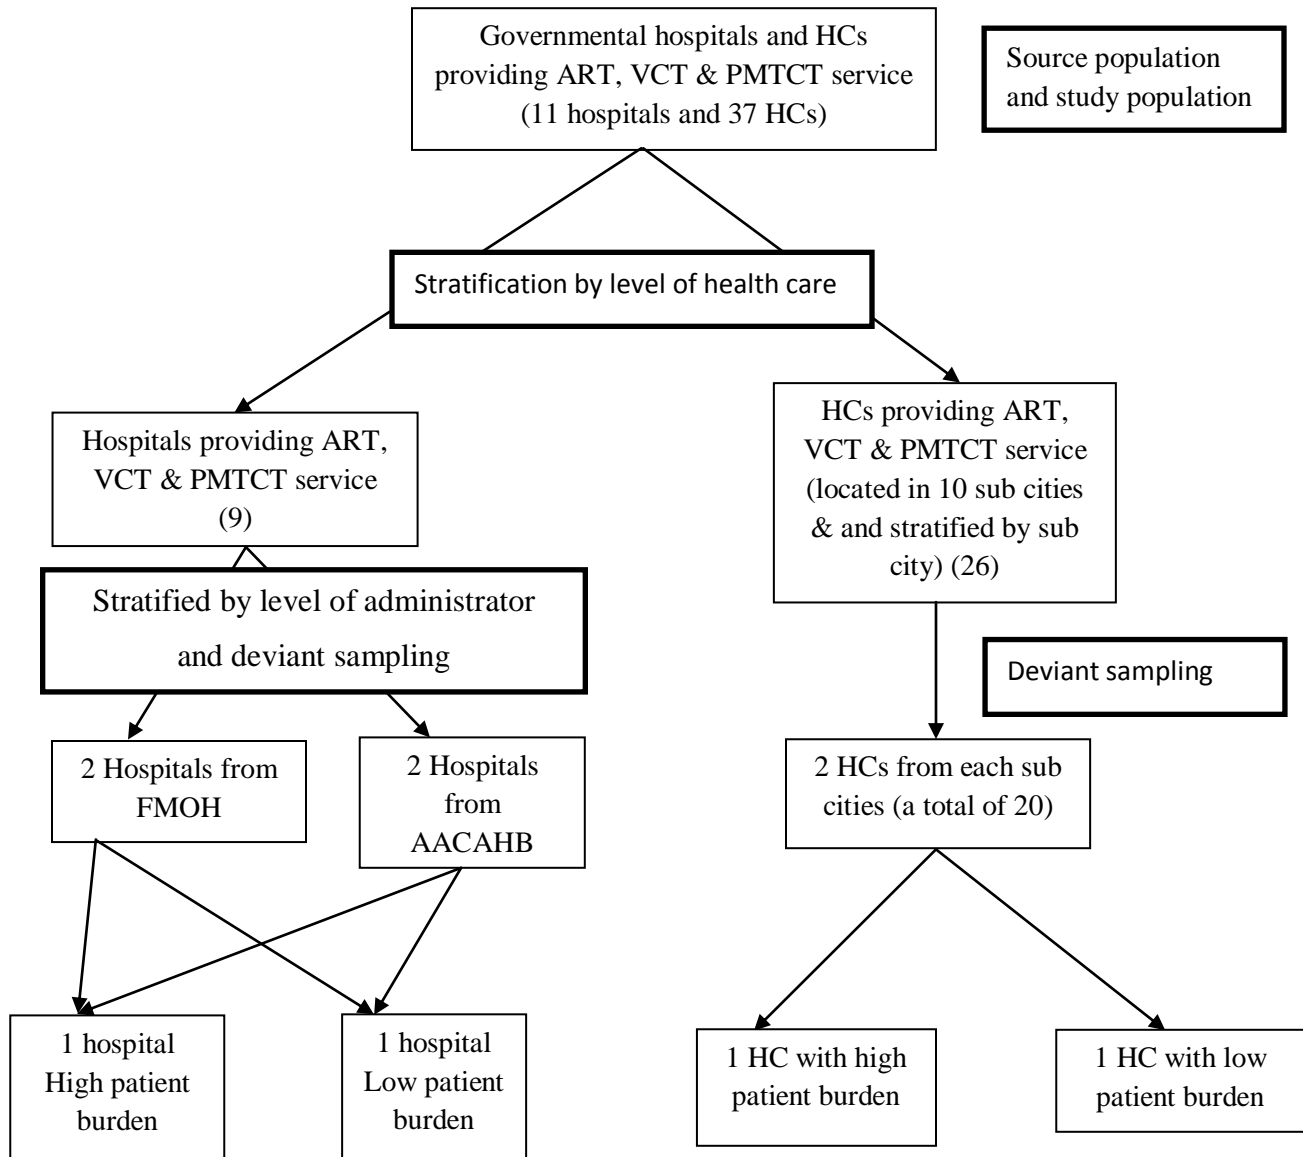 Governmental hospitals and HCs
providing ART, VCT & PMTCT service
(11 hospitals and 37 HCs)
Source population
and study population
Stratification by level of health care
Hospitals providing ART,
VCT & PMTCT service
(9)
HCs providing ART,
VCT & PMTCT service
(located in 10 sub cities
& and stratified by sub
city) (26)
Stratified by level of administrator
and deviant sampling
Deviant sampling
2 Hospitals from
FMOH
2 Hospitals
from
AACAHB
2 HCs from each sub
cities (a total of 20)
1 hospital
High patient
burden
1 hospital
Low patient
burden
1 HC with high
patient burden
1 HC with low
patient burden